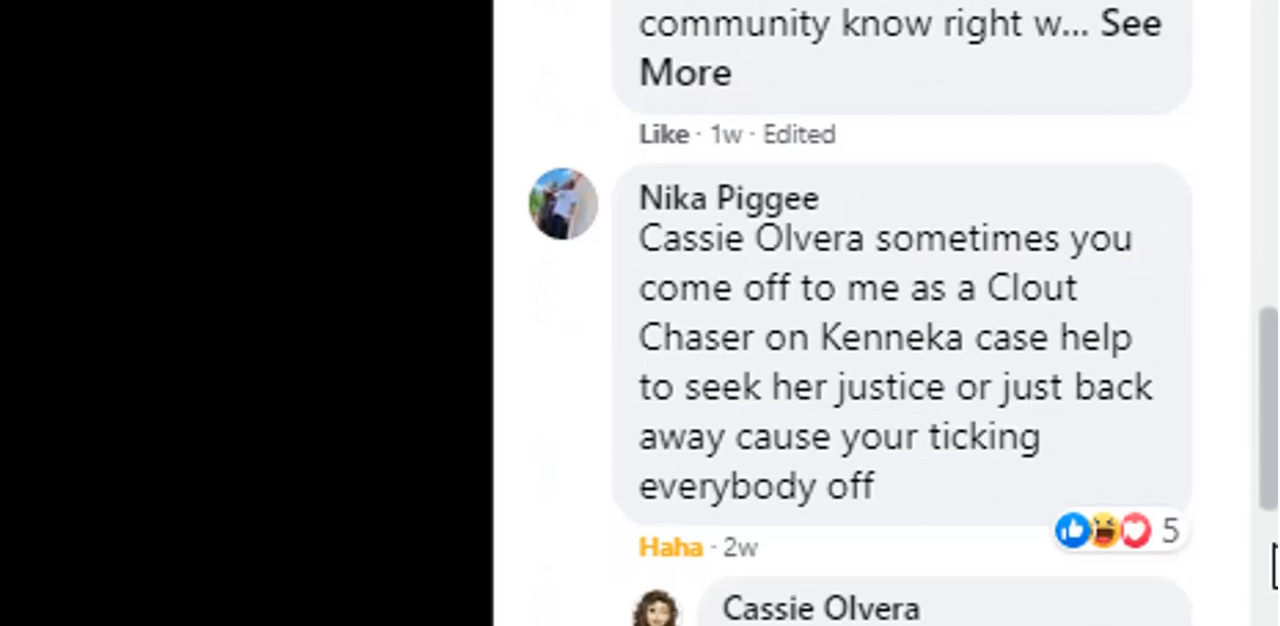 community know right w... See
More
Like · 1w · Edited
Nika Piggee
Cassie Olvera sometimes you
come off to me as a Clout
Chaser on Kenneka case help
to seek her justice or just back
away cause your ticking
everybody off
5
Haha · 2w
Cassie Olvera